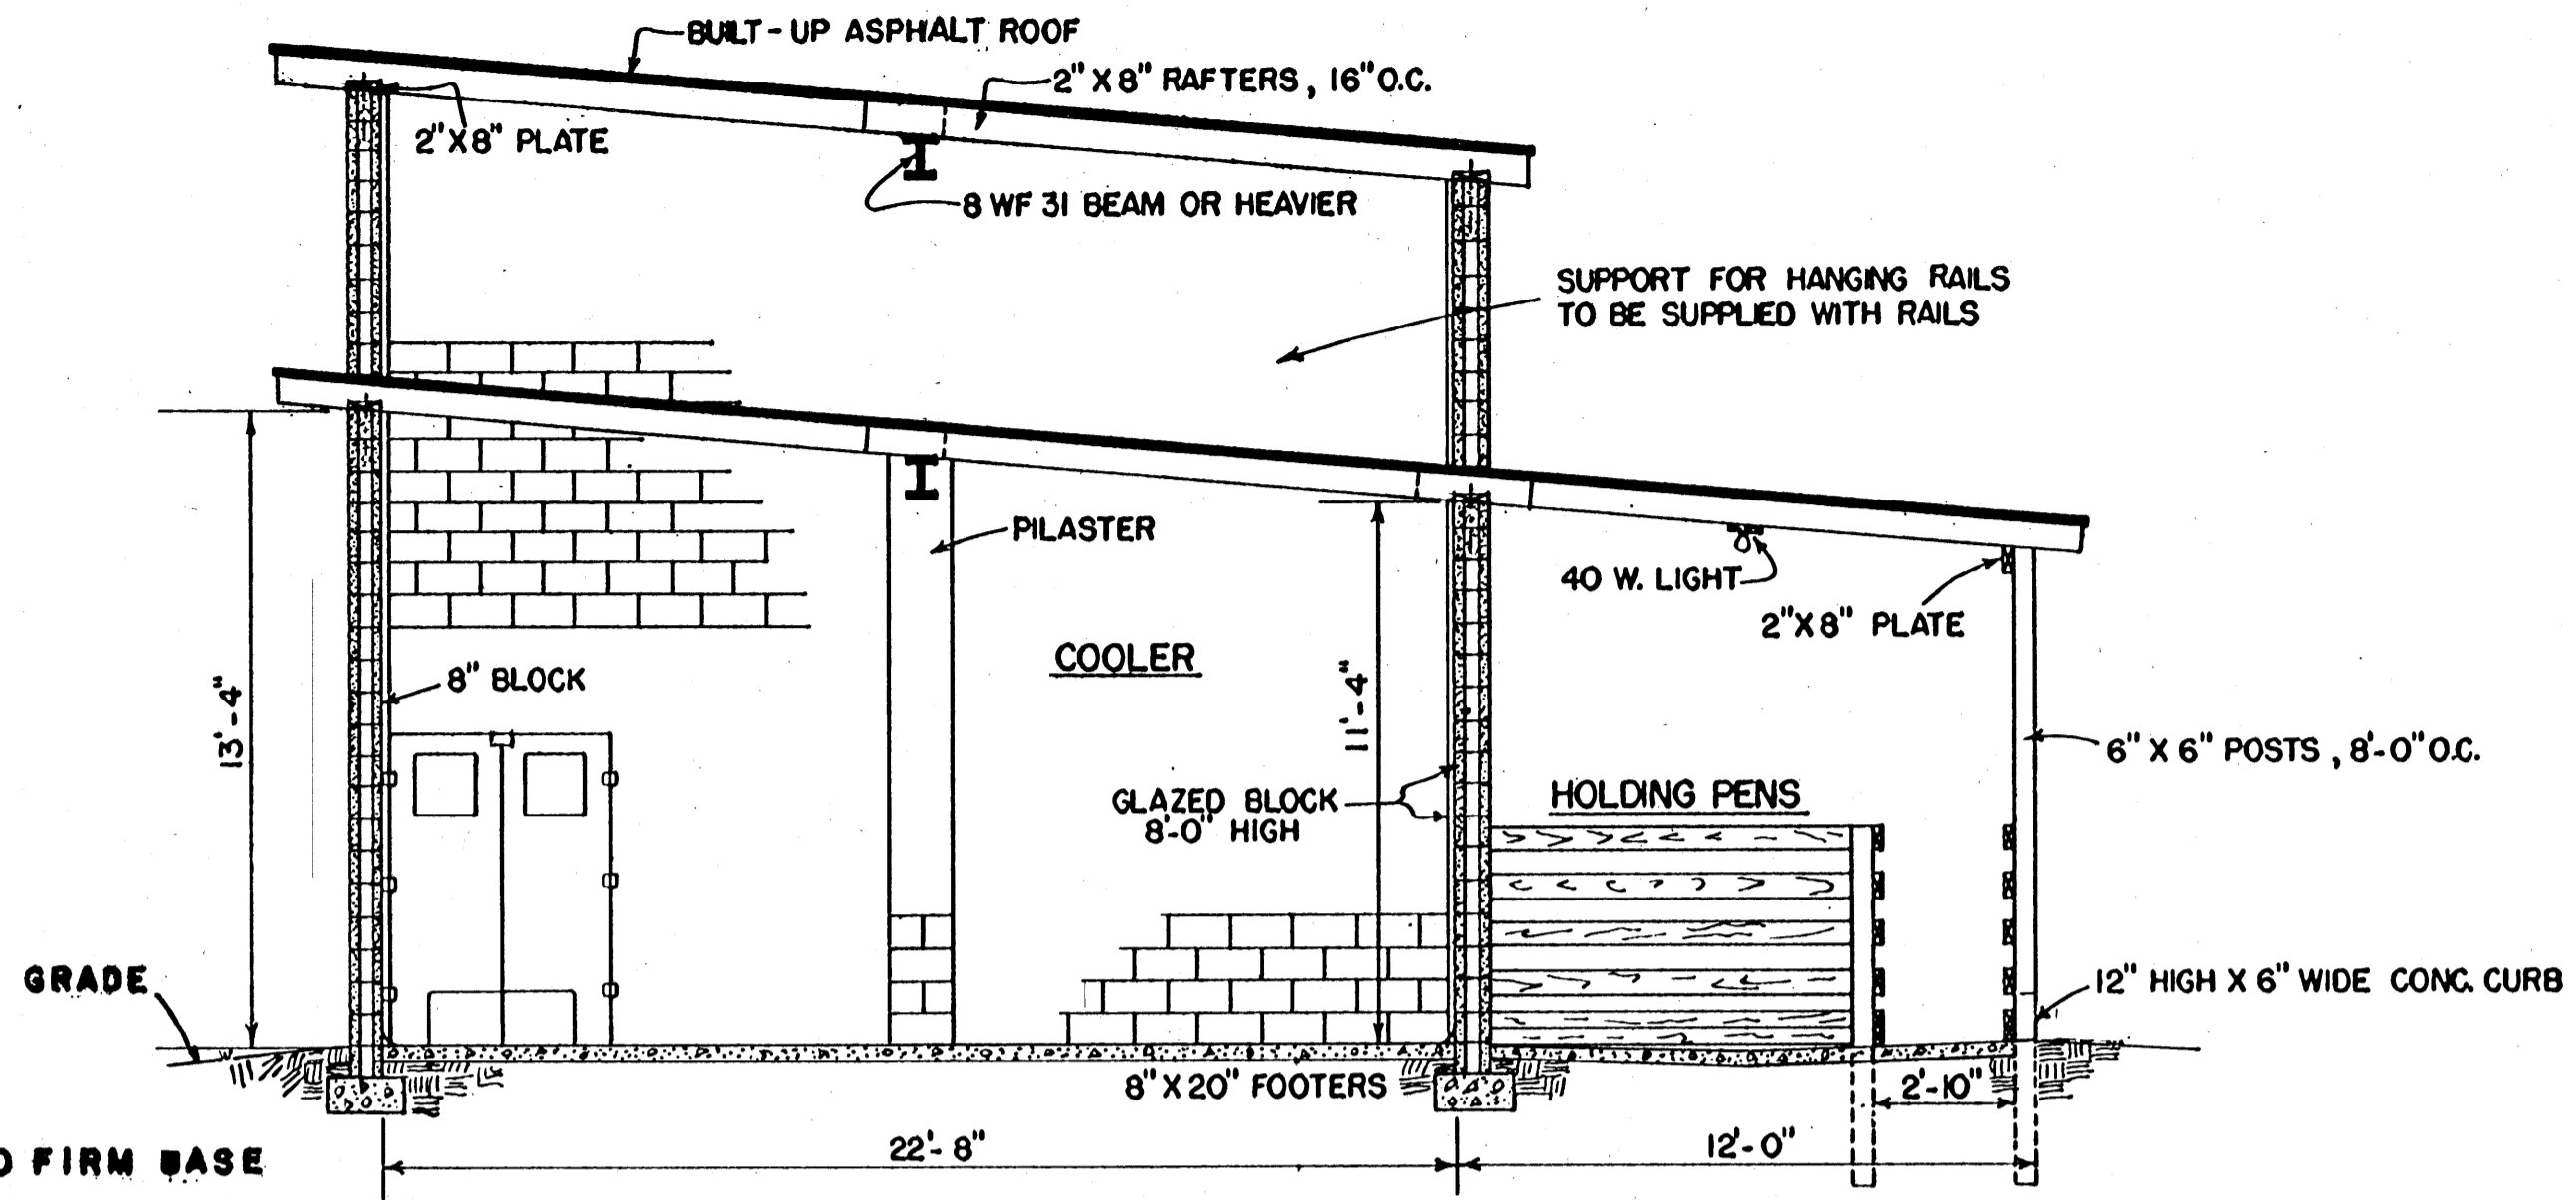 BUILT-UP ASPHALT ROOF
2"X8" RAFTERS, 16"O.C.
2"X8" PLATE
8 WF 31 BEAM OR HEAVIER
SUPPORT FOR HANGING RAILS
TO BE SUPPLIED WITH RAILS
PILASTER
40 W. LIGHT
2"X8" PLATE
COOLER
8" BLOCK
13'-4"
11'-4"
6" X 6" POSTS, 8'-0"O.C.
GLAZED BLOCK
8'-0" HIGH
HOLDING PENS
GRADE
12" HIGH X 6" WIDE CONC. CURB
8" X 20" FOOTERS
2'-10"
22'-8"
12'-0"
FIRM BASE